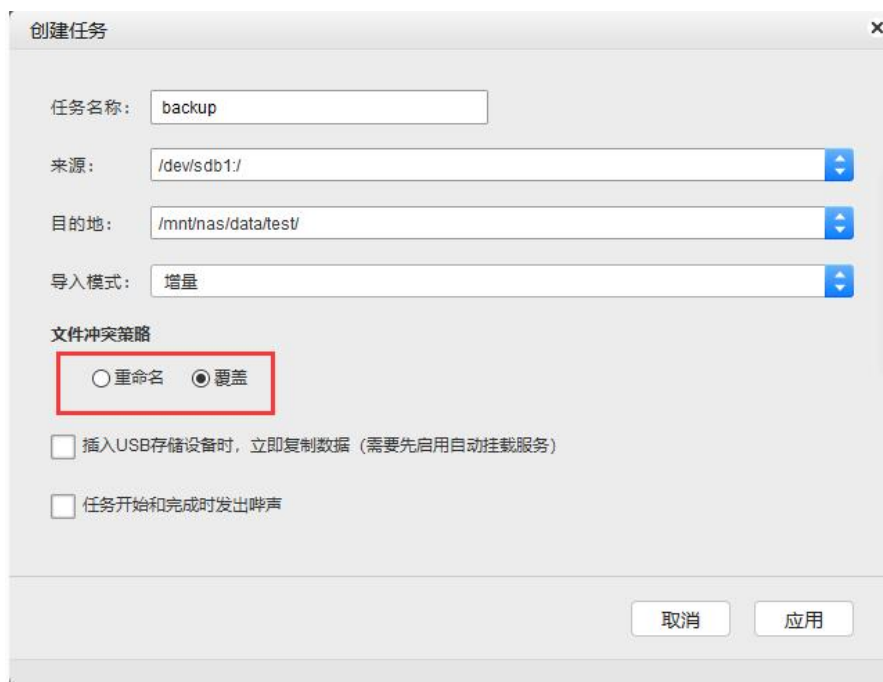 创建任务
任务名称： backup
来源： /dev/sdb1:/
目的地： /mnt/nas/data/test/
导入模式： 增量
文件冲突策略
重命名 覆盖
插入USB存储设备时，立即复制数据（需要先启用自动挂载服务）
任务开始和完成时发出哔声
取消 应用